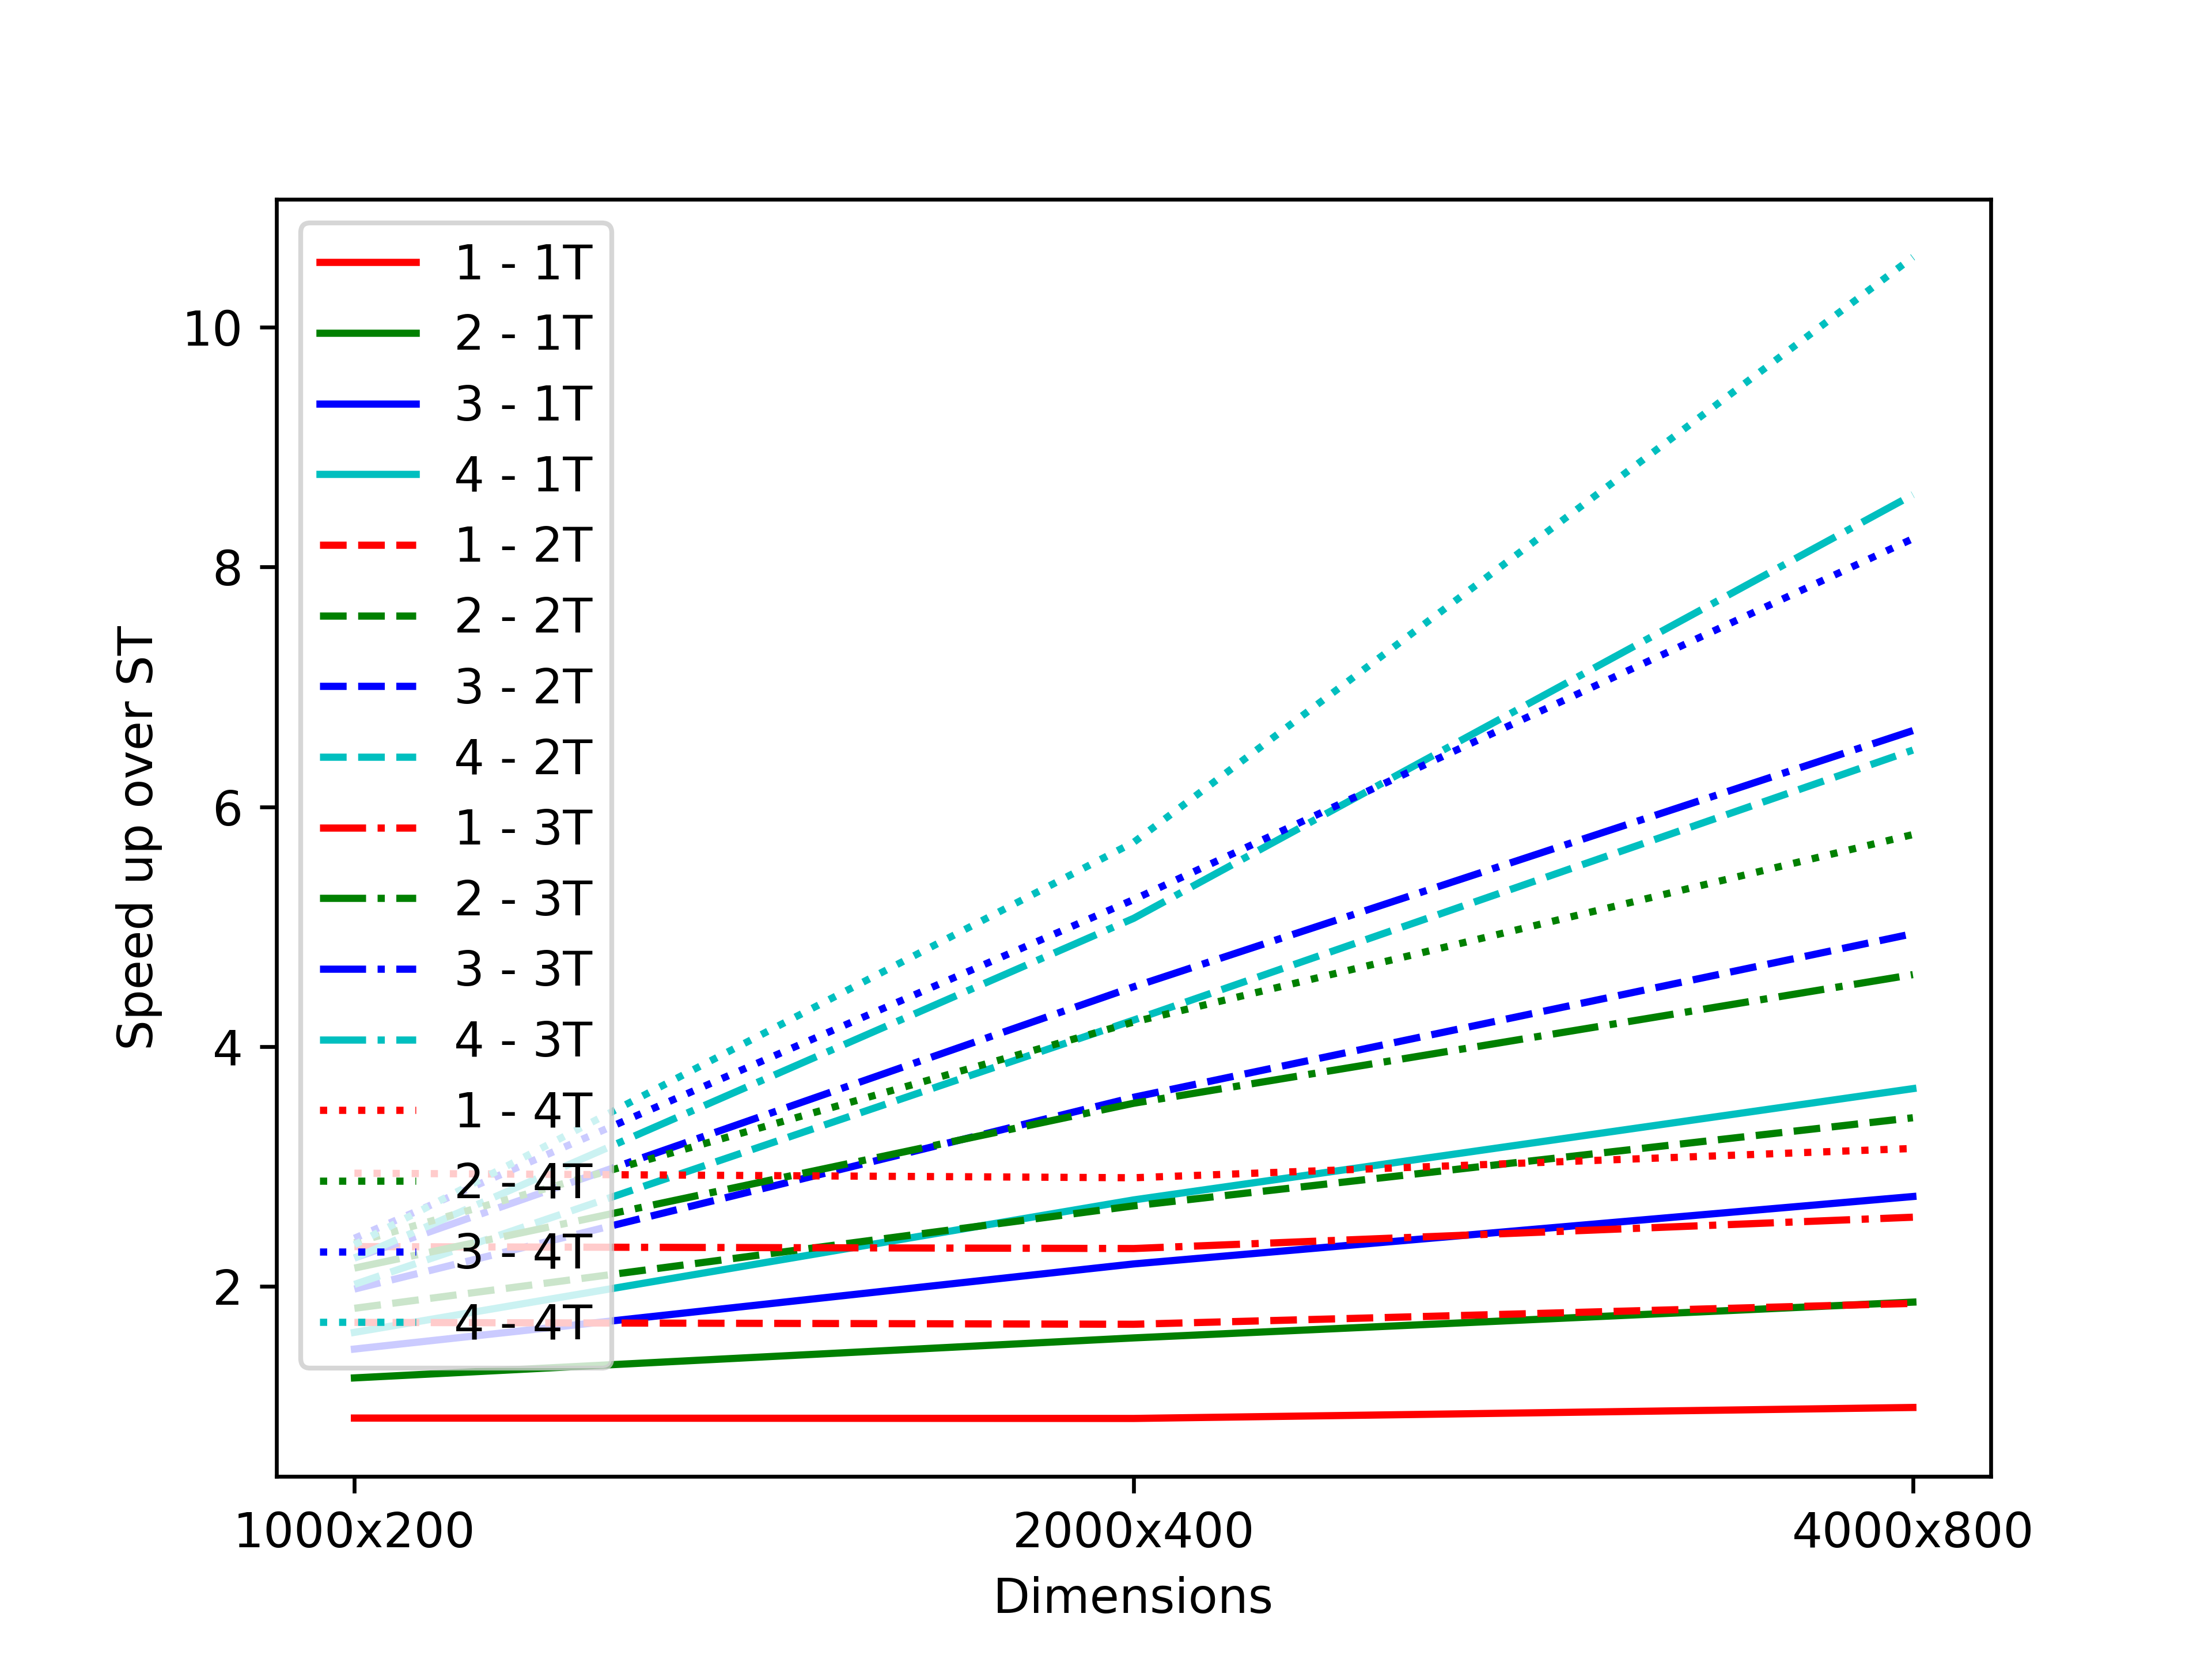 1 - 1T
2 - 1T
3 - 1T
4 - 1T
1 - 2T
2 - 2T
3 - 2T
4 - 2T
1 - 3T
2 - 3T
3 - 3T
4 - 3T
1 - 4T
2 - 4T
3 - 4T
4 - 4T
10
8
6
4
2
Speed up over ST
1000x200 2000x400 4000x800
Dimensions